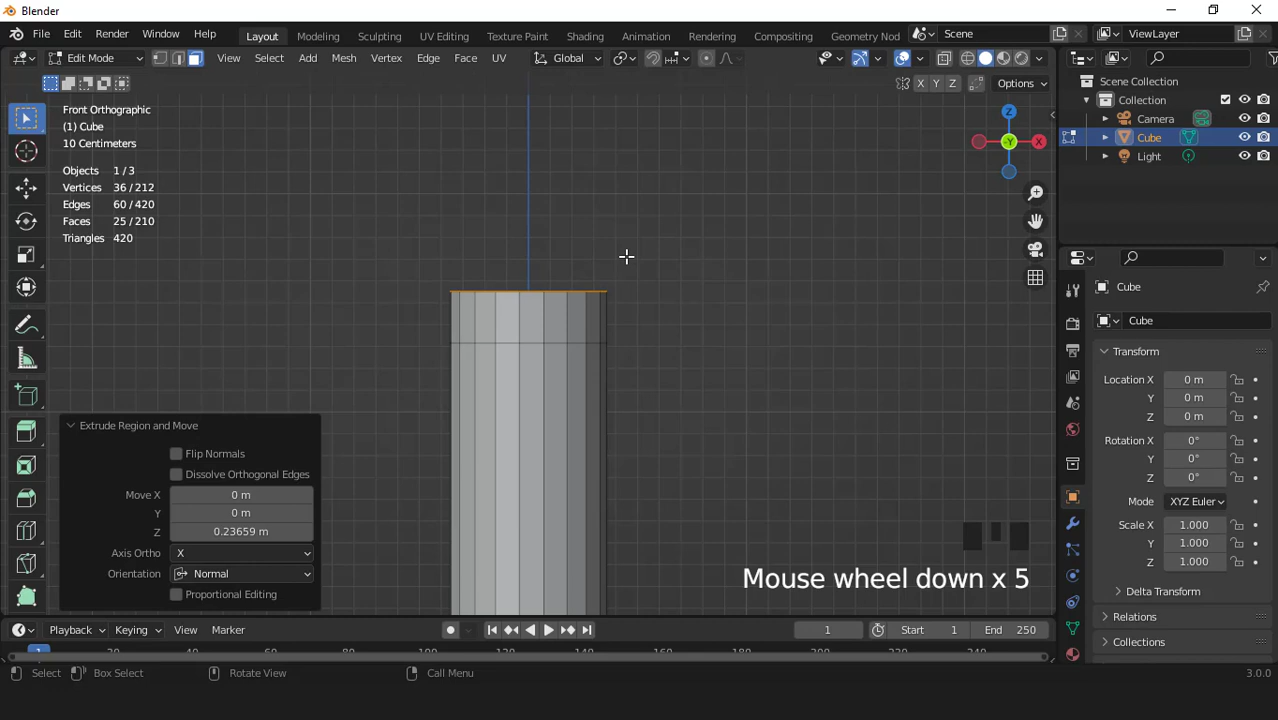 Blender
File Edit Render Window Help
Layout Modeling Sculpting UV Editing Texture Paint Shading Animation Rendering Compositing Geometry Nod
Scene ViewLayer
Edit Mode View Select Add Mesh Vertex Edge Face UV Global
X Y Z Options
Front Orthographic
(1) Cube
10 Centimeters
Objects 1 / 3
Vertices 36 / 212
Edges 60 / 420
Faces 25 / 210
Triangles 420
Z
-Y
X
Scene Collection
Collection
Camera
Cube
Light
Extrude Region and Move
Flip Normals
Dissolve Orthogonal Edges
Move X 0 m
Y 0 m
Z 0.23659 m
Axis Ortho X
Orientation Normal
Proportional Editing
Mouse wheel down x 5
Cube
Cube
Transform
Location X 0 m
Y 0 m
Z 0 m
Rotation X 0°
Y 0°
Z 0°
Mode XYZ Euler
Scale X 1.000
Y 1.000
Z 1.000
Delta Transform
Relations
Collections
Playback Keying View Marker 1 Start 1 End 250
Select Box Select Rotate View Call Menu 3.0.0